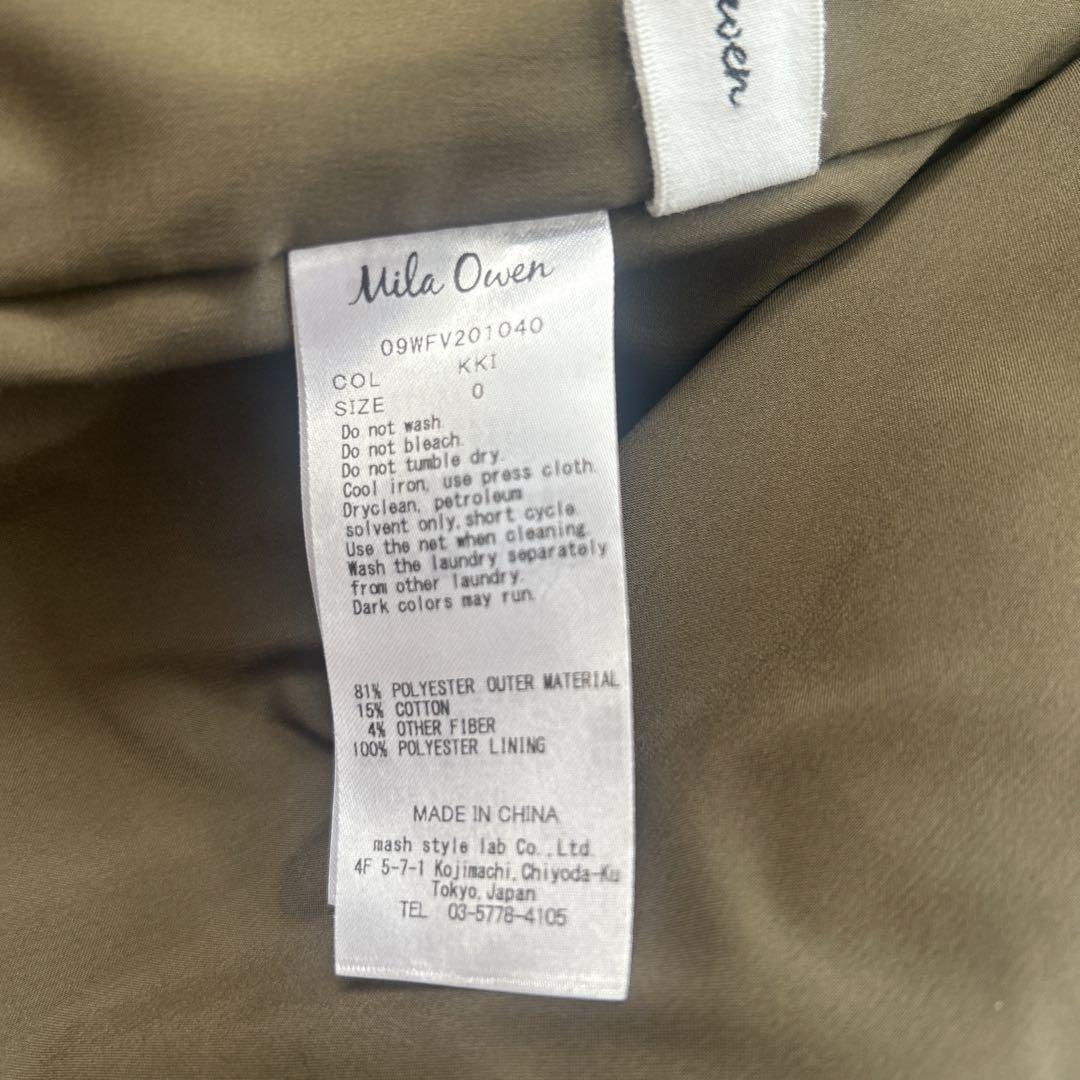 wen
Mila Owen
09WFV201040
COL KKI
SIZE 0
Do not wash.
Do not bleach.
Do not tumble dry.
Cool iron, use press cloth.
Dryclean, petroleum
solvent only, short cycle.
Use the net when cleaning.
Wash the laundry separately
from other laundry.
Dark colors may run.
81% POLYESTER OUTER MATERIAL
15% COTTON
4% OTHER FIBER
100% POLYESTER LINING
MADE IN CHINA
mash style lab Co.,Ltd.
4F 5-7-1 Kojimachi, Chiyoda-Ku
Tokyo, Japan
TEL 03-5778-4105